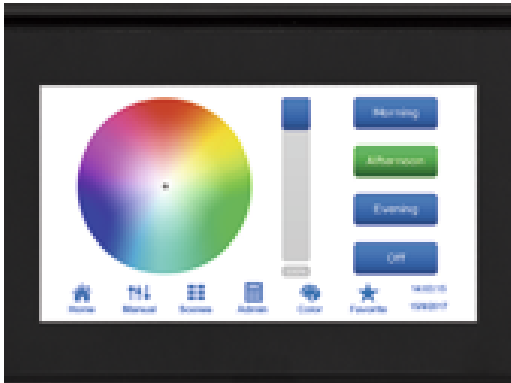 Morning
Afternoon
Evening
Off
Home
Manual
Scenes
Admin
Color
Favorite